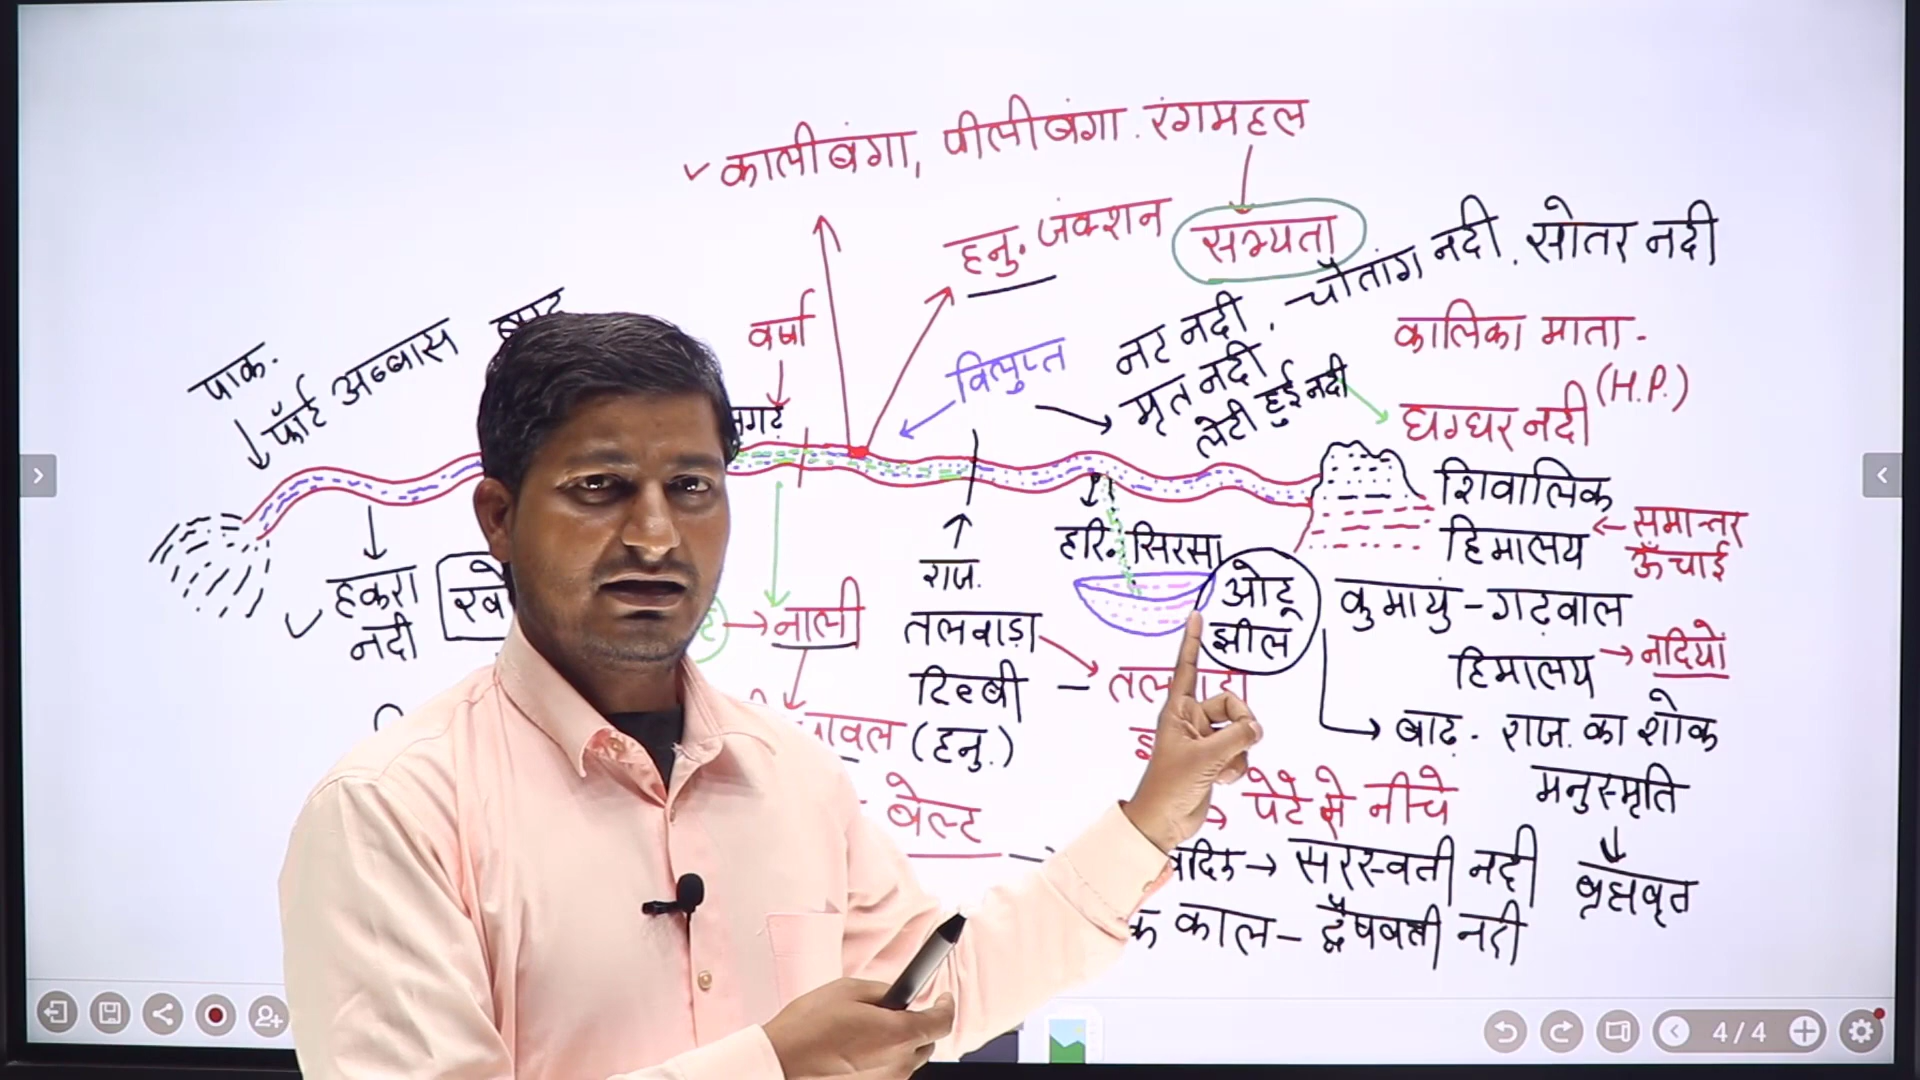 कालीबंगा, पीलीबंगा. रंगमहल
हनु. जंक्शन
सभ्यता
नट नदी. चौतांग नदी. सोतर नदी
मृत नदी
लेटी हुई नदी
विलुप्त
वर्षा
पाक.
फॉर्ट अब्बास
कालिका माता -
(H.P.)
घग्घर नदी
शिवालिक
हिमालय ← समान्तर
ऊँचाई
कुमायु - गढ़वाल
हिमालय → नदियों
हरि. सिरसा
ओटू
झील
राज.
तलवाड़ा
टिब्बी -
(हनु.)
हकरा
नदी
→ नाली
बेल्ट
→ बाढ़ - राज. का शोक
पेटे में नीचे
मनुस्मृति
→ सरस्वती नदी
ब्रह्मवृत
काल - द्वैषवती नदी
4/4